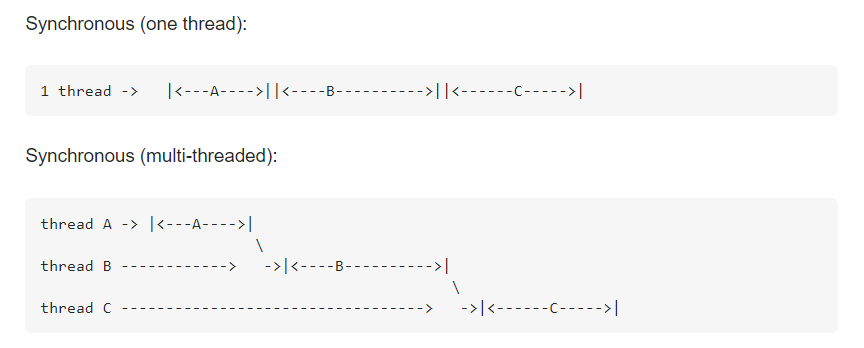 Synchronous (one thread):
1 thread ->   |<---A---->||<----B---------->||<------C----->|
Synchronous (multi-threaded):
thread A -> |<---A---->|
                        \
thread B ------------>   ->|<----B---------->|
                                              \
thread C ---------------------------------->   ->|<------C----->|